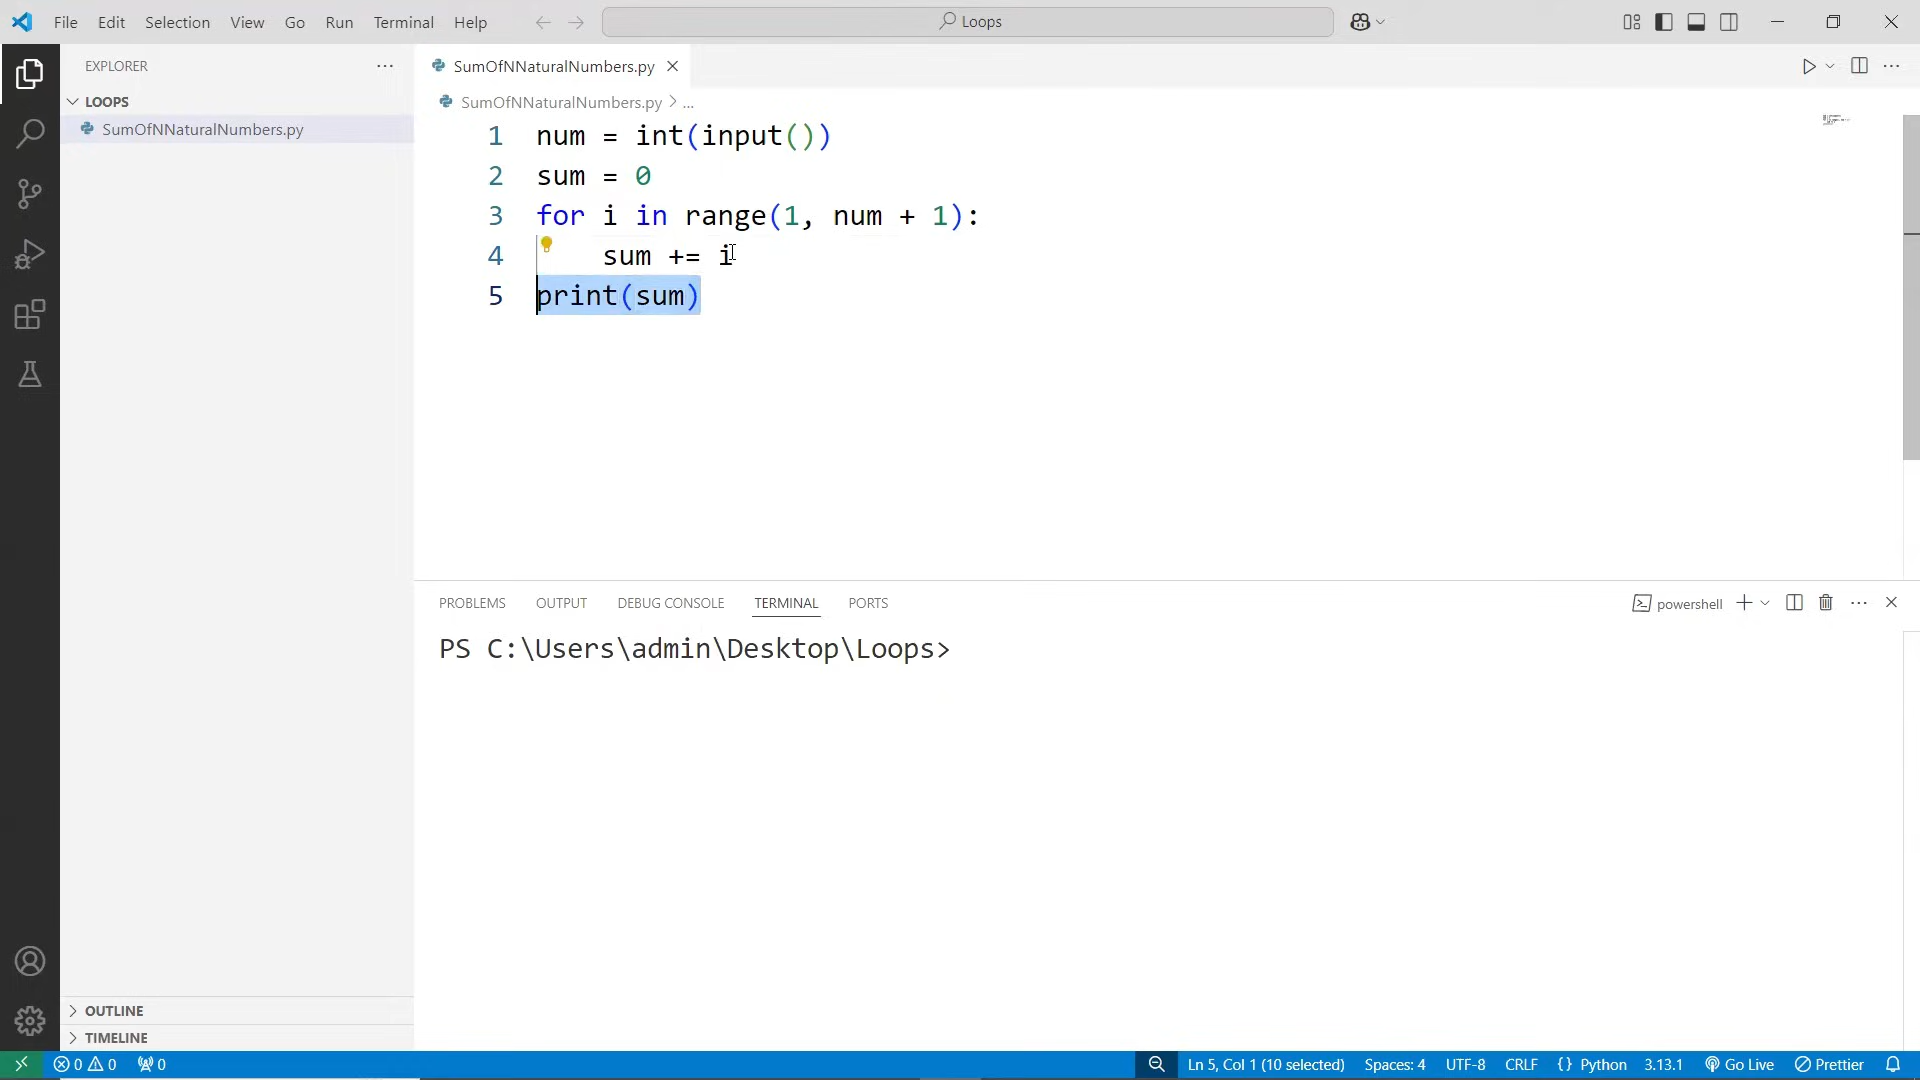 File Edit Selection View Go Run Terminal Help
Loops
EXPLORER
LOOPS
SumOfNNaturalNumbers.py
SumOfNNaturalNumbers.py
SumOfNNaturalNumbers.py > ...
1 num = int(input())
2 sum = 0
3 for i in range(1, num + 1):
4     sum += i
5 print(sum)
PROBLEMS OUTPUT DEBUG CONSOLE TERMINAL PORTS
powershell
PS C:\Users\admin\Desktop\Loops>
OUTLINE
TIMELINE
0 0 0 Ln 5, Col 1 (10 selected) Spaces: 4 UTF-8 CRLF {} Python 3.13.1 Go Live Prettier